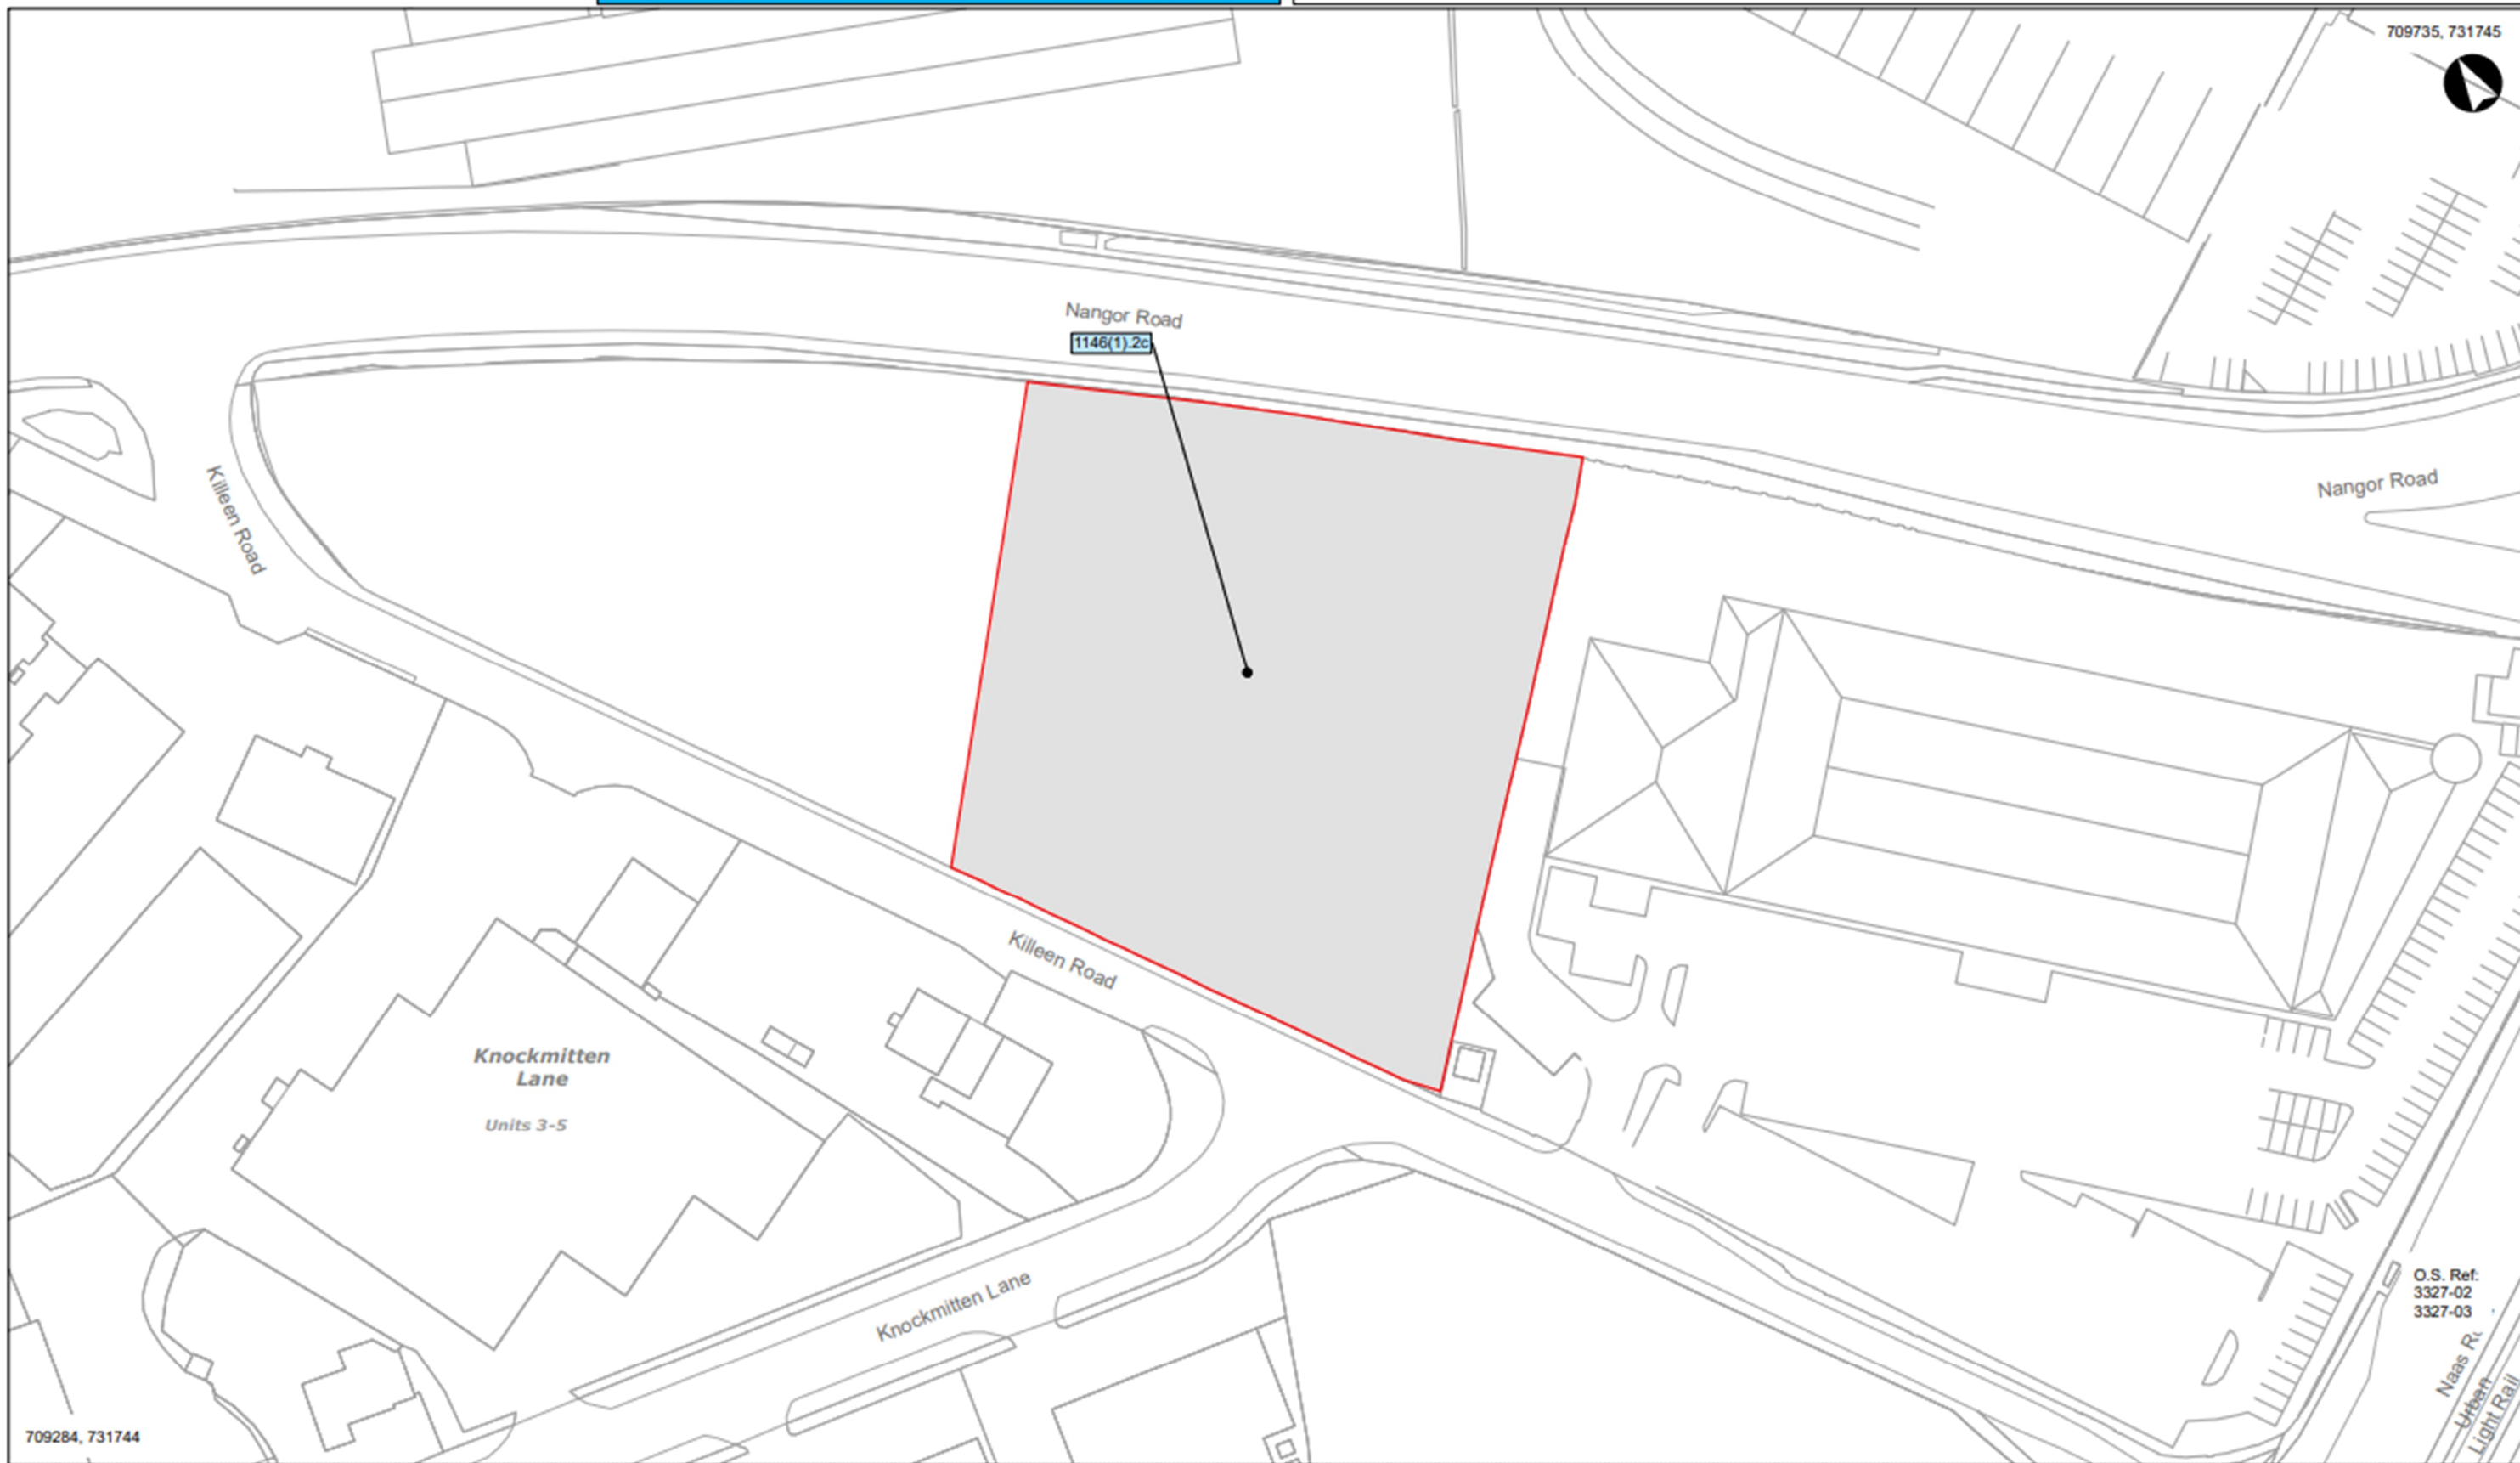 709735, 731745
Nangor Road
1146(1).2c
Killeen Road
Nangor Road
Killeen Road
Knockmitten
Lane
Units 3-5
Knockmitten Lane
O.S. Ref:
3327-02
3327-03
Naas
Urban
Light Rail
709284, 731744